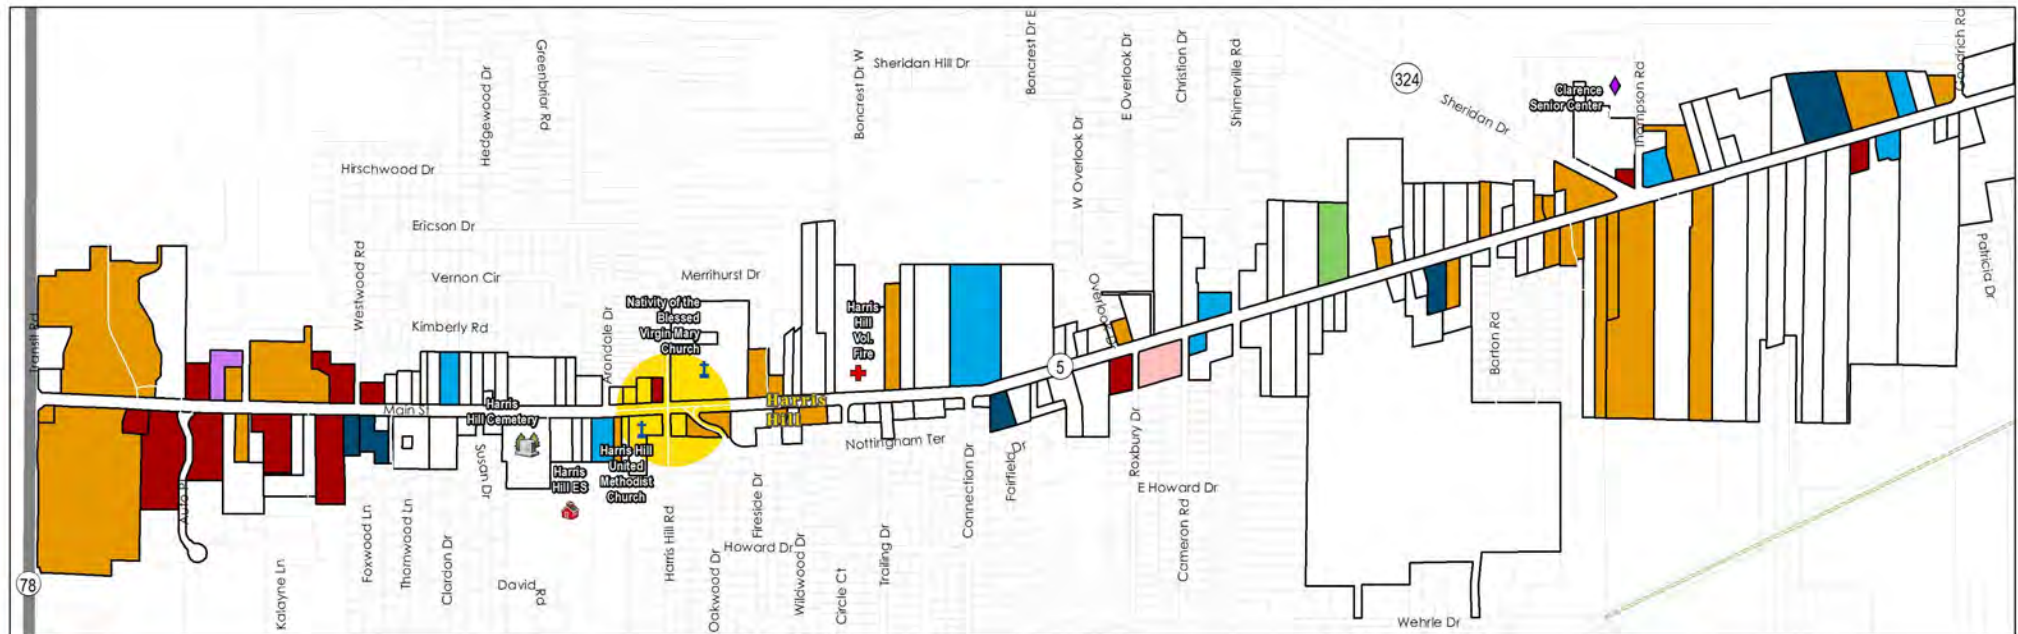 Greenbriar Rd
Hedgewood Dr
Hirschwood Dr
Ericson Dr
Westwood Rd
Vernon Cir
Kimberly Rd
Transit Rd
78
Main St
Auto Pl
Kalayne Ln
Foxwood Ln
Thornwood Ln
Clardon Dr
Susan Dr
David
Rd
Harris
Hill Cemetery
Harris
Hill ES
Arondale Dr
Merrihurst Dr
Nativity of the
Blessed
Virgin Mary
Church
Harris Hill
United
Methodist
Church
Harris
Hill
Harris Hill Rd
Oakwood Dr
Howard Dr
Fireside Dr
Wildwood Dr
Circle Ct
Trailing Dr
Harris
Hill
Vol.
Fire
Nottingham Ter
Boncrest Dr W
Sheridan Hill Dr
Boncrest Dr E
W Overlook Dr
E Overlook Dr
Christian Dr
Shimerville Rd
5
Connection Dr
Fairfield Dr
Roxbury Dr
E Howard Dr
Cameron Rd
324
Sheridan Dr
Clarence
Senior Center
Thompson Rd
Goodrich Rd
Barton Rd
Patricia Dr
Wehrle Dr